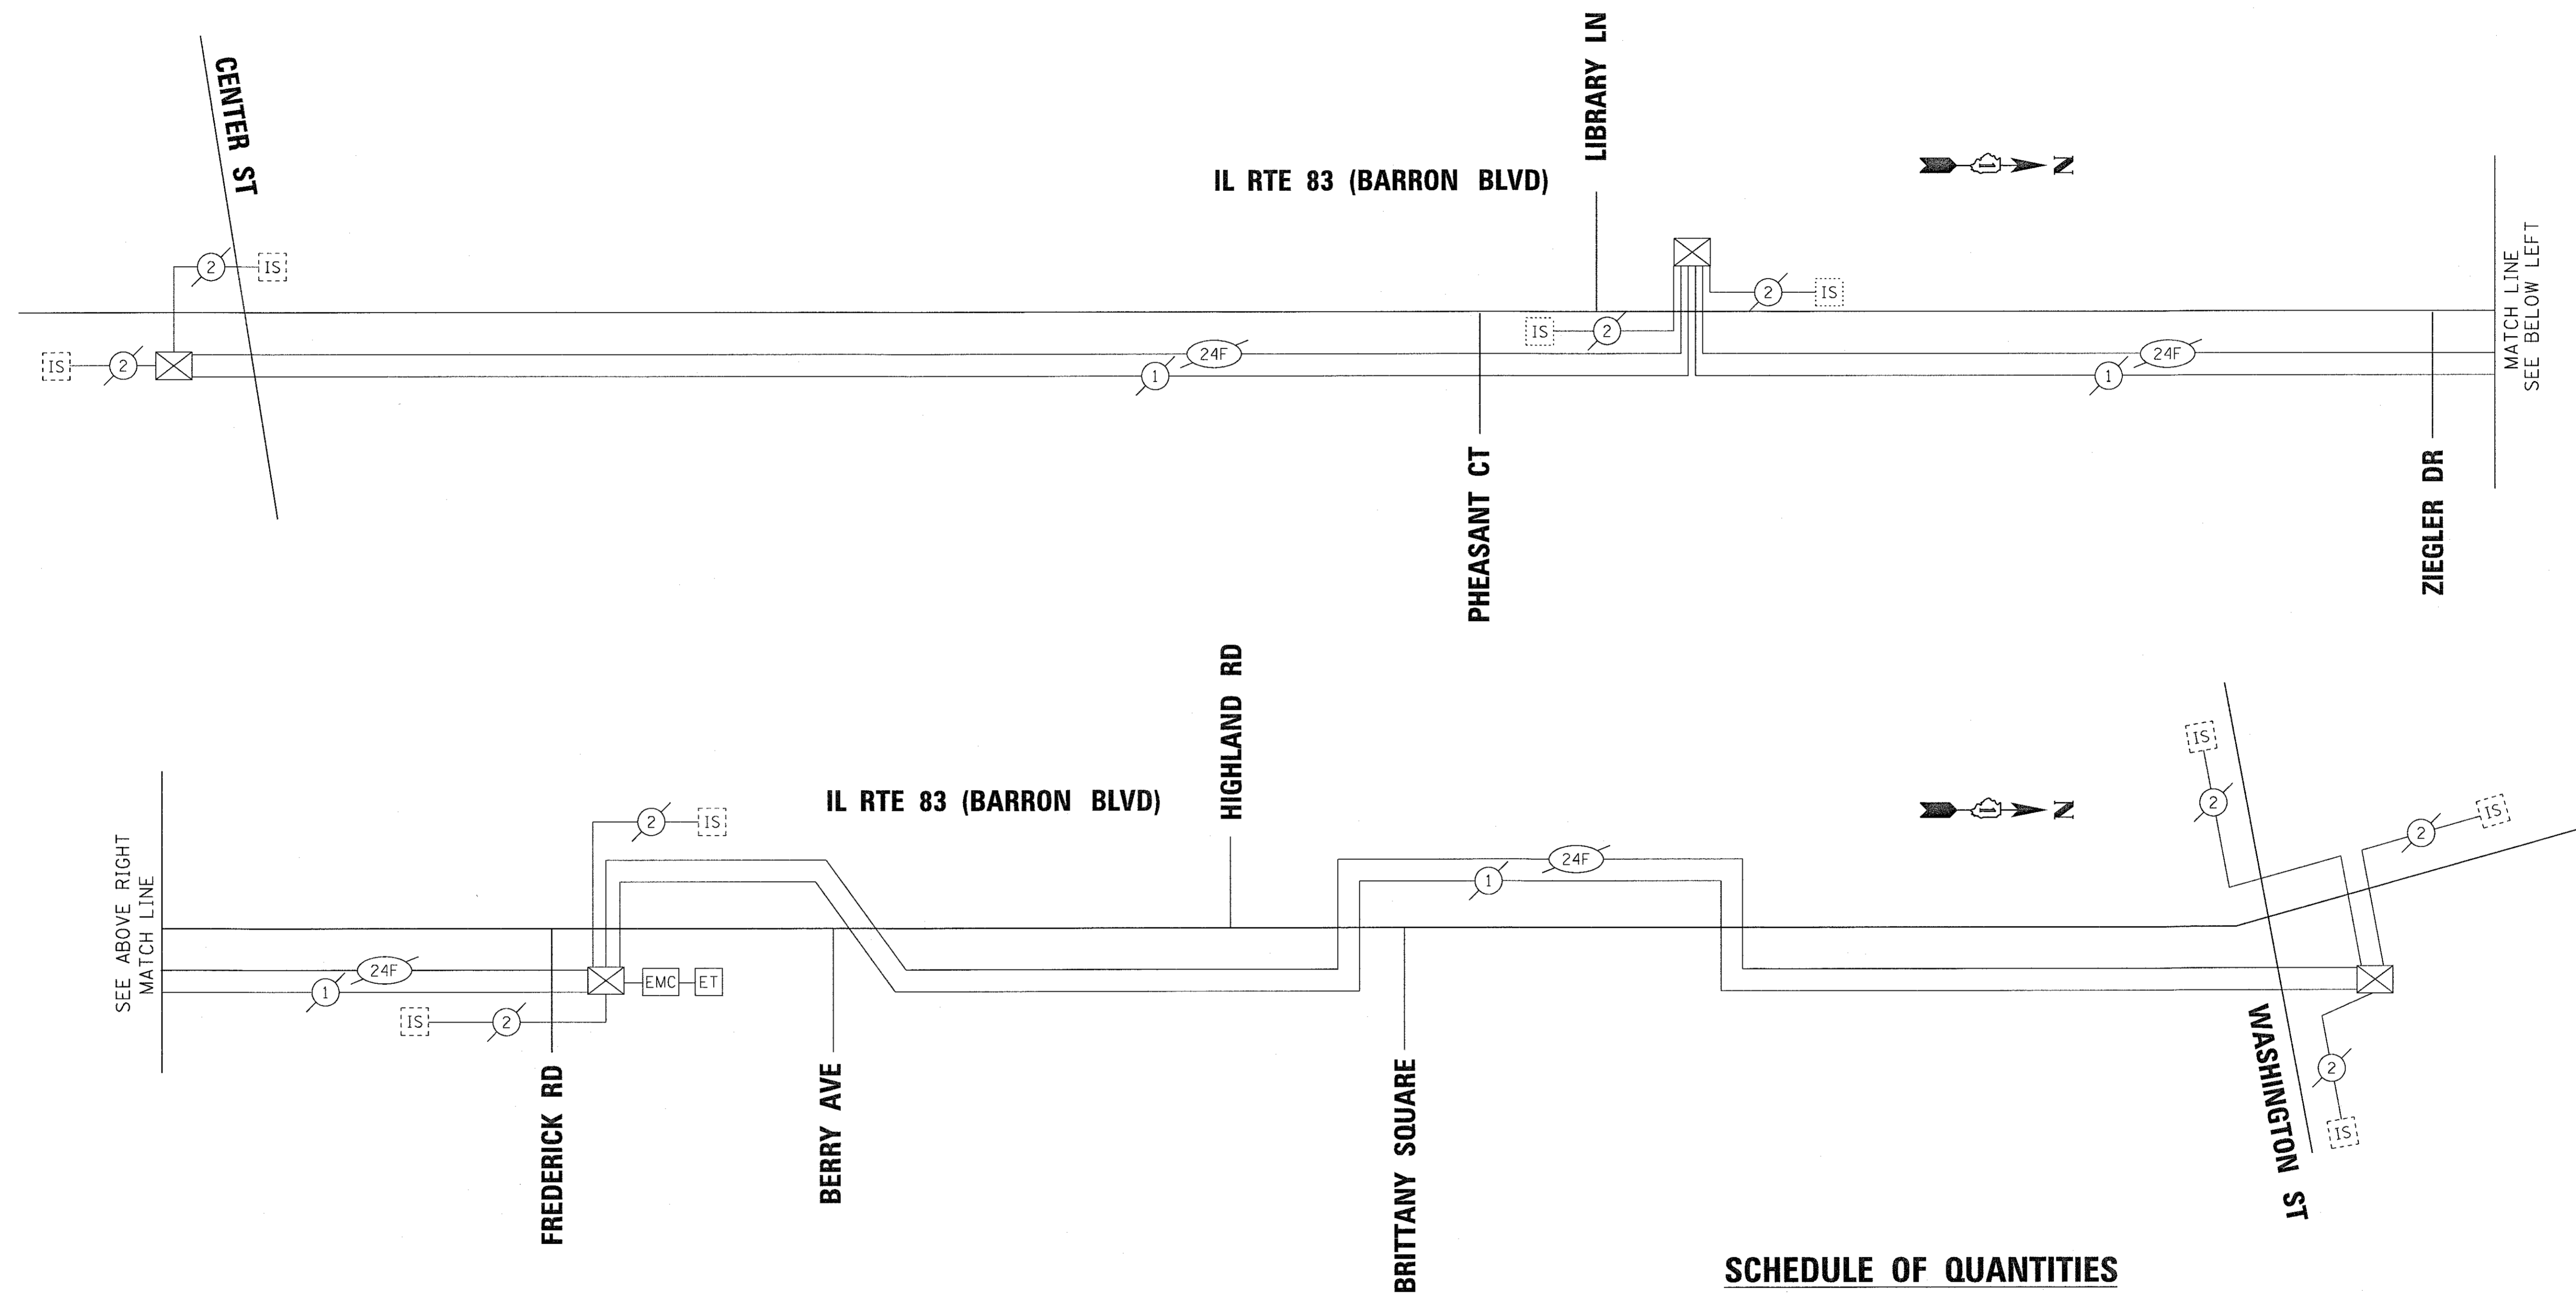 CENTER ST
LIBRARY LN
IL RTE 83 (BARRON BLVD)
N
2
IS
IS
2
24F
1
IS
2
2
IS
24F
1
MATCH LINE
SEE BELOW LEFT
PHEASANT CT
ZIEGLER DR
SEE ABOVE RIGHT
MATCH LINE
24F
1
2
IS
IS
2
EMC
ET
IL RTE 83 (BARRON BLVD)
HIGHLAND RD
24F
1
N
IS
2
2
IS
2
IS
FREDERICK RD
BERRY AVE
BRITTANY SQUARE
WASHINGTON ST
SCHEDULE OF QUANTITIES